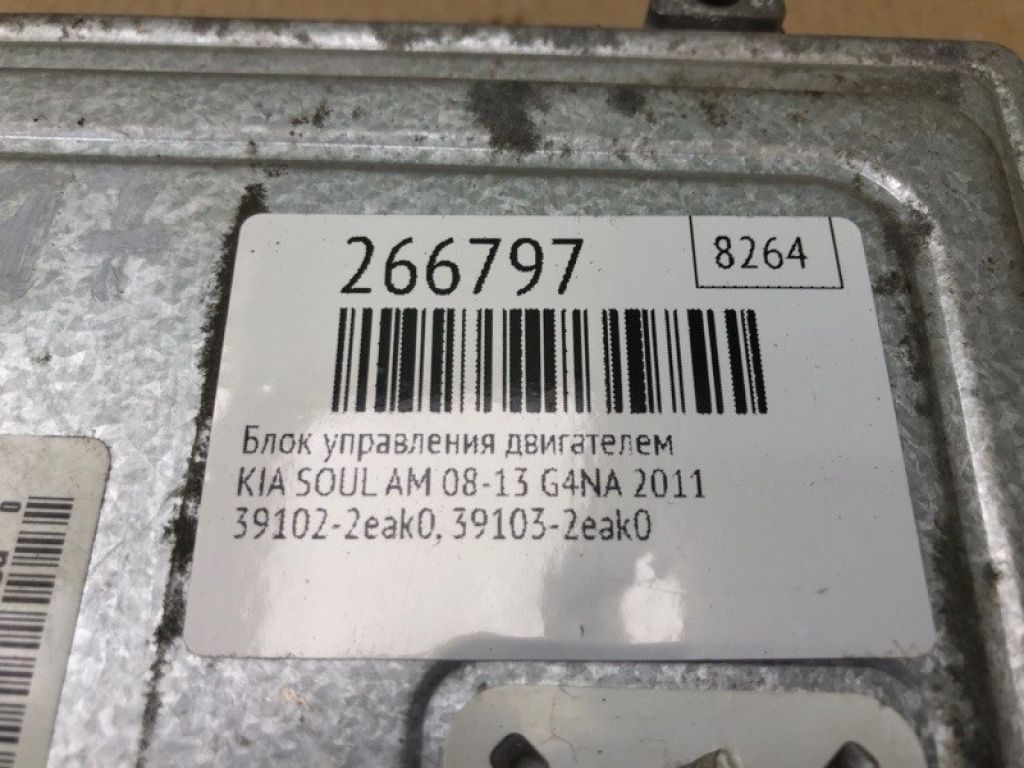 266797
8264
Блок управления двигателем
KIA SOUL AM 08-13 G4NA 2011
39102-2eak0, 39103-2eak0